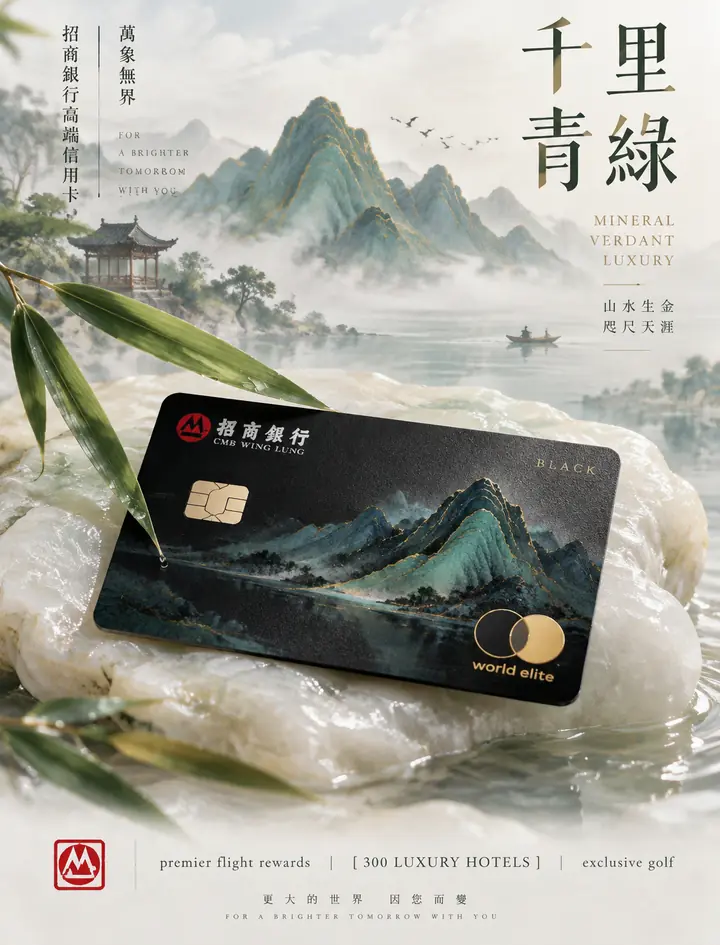 招商銀行高端信用卡
萬象無界
FOR
A BRIGHTER
TOMORROW
WITH YOU
千里
青綠
MINERAL
VERDANT
LUXURY
山水生金
咫尺天涯
招商銀行
CMB WING LUNG
BLACK
world elite
premier flight rewards | [ 300 LUXURY HOTELS ] | exclusive golf
更大的世界 因您而變
FOR A BRIGHTER TOMORROW WITH YOU